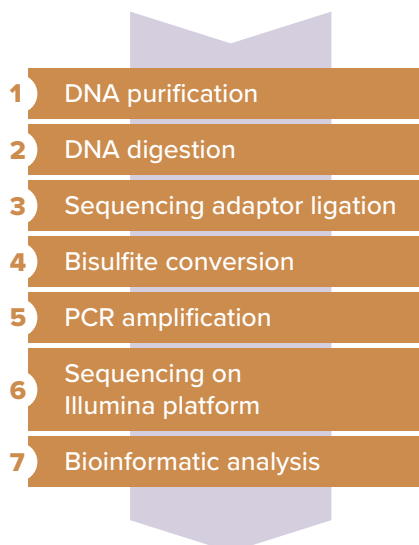 1 DNA purification
2 DNA digestion
3 Sequencing adaptor ligation
4 Bisulfite conversion
5 PCR amplification
6 Sequencing on
Illumina platform
7 Bioinformatic analysis